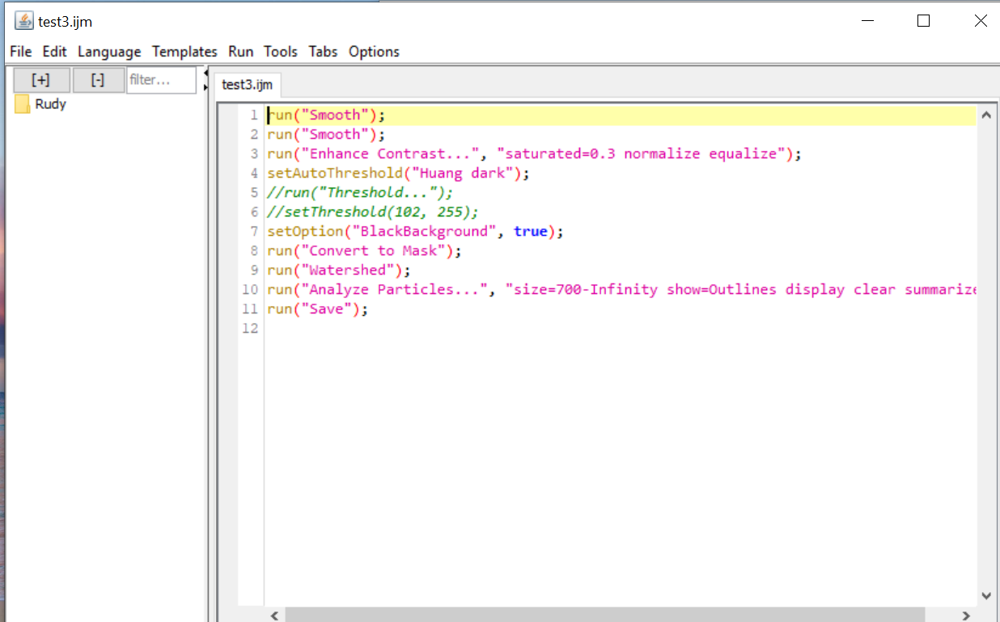 test3.ijm
File Edit Language Templates Run Tools Tabs Options
[+] [-] filter...
Rudy
test3.ijm
1 run("Smooth");
2 run("Smooth");
3 run("Enhance Contrast...", "saturated=0.3 normalize equalize");
4 setAutoThreshold("Huang dark");
5 //run("Threshold...");
6 //setThreshold(102, 255);
7 setOption("BlackBackground", true);
8 run("Convert to Mask");
9 run("Watershed");
10 run("Analyze Particles...", "size=700-Infinity show=Outlines display clear summarize
11 run("Save");
12